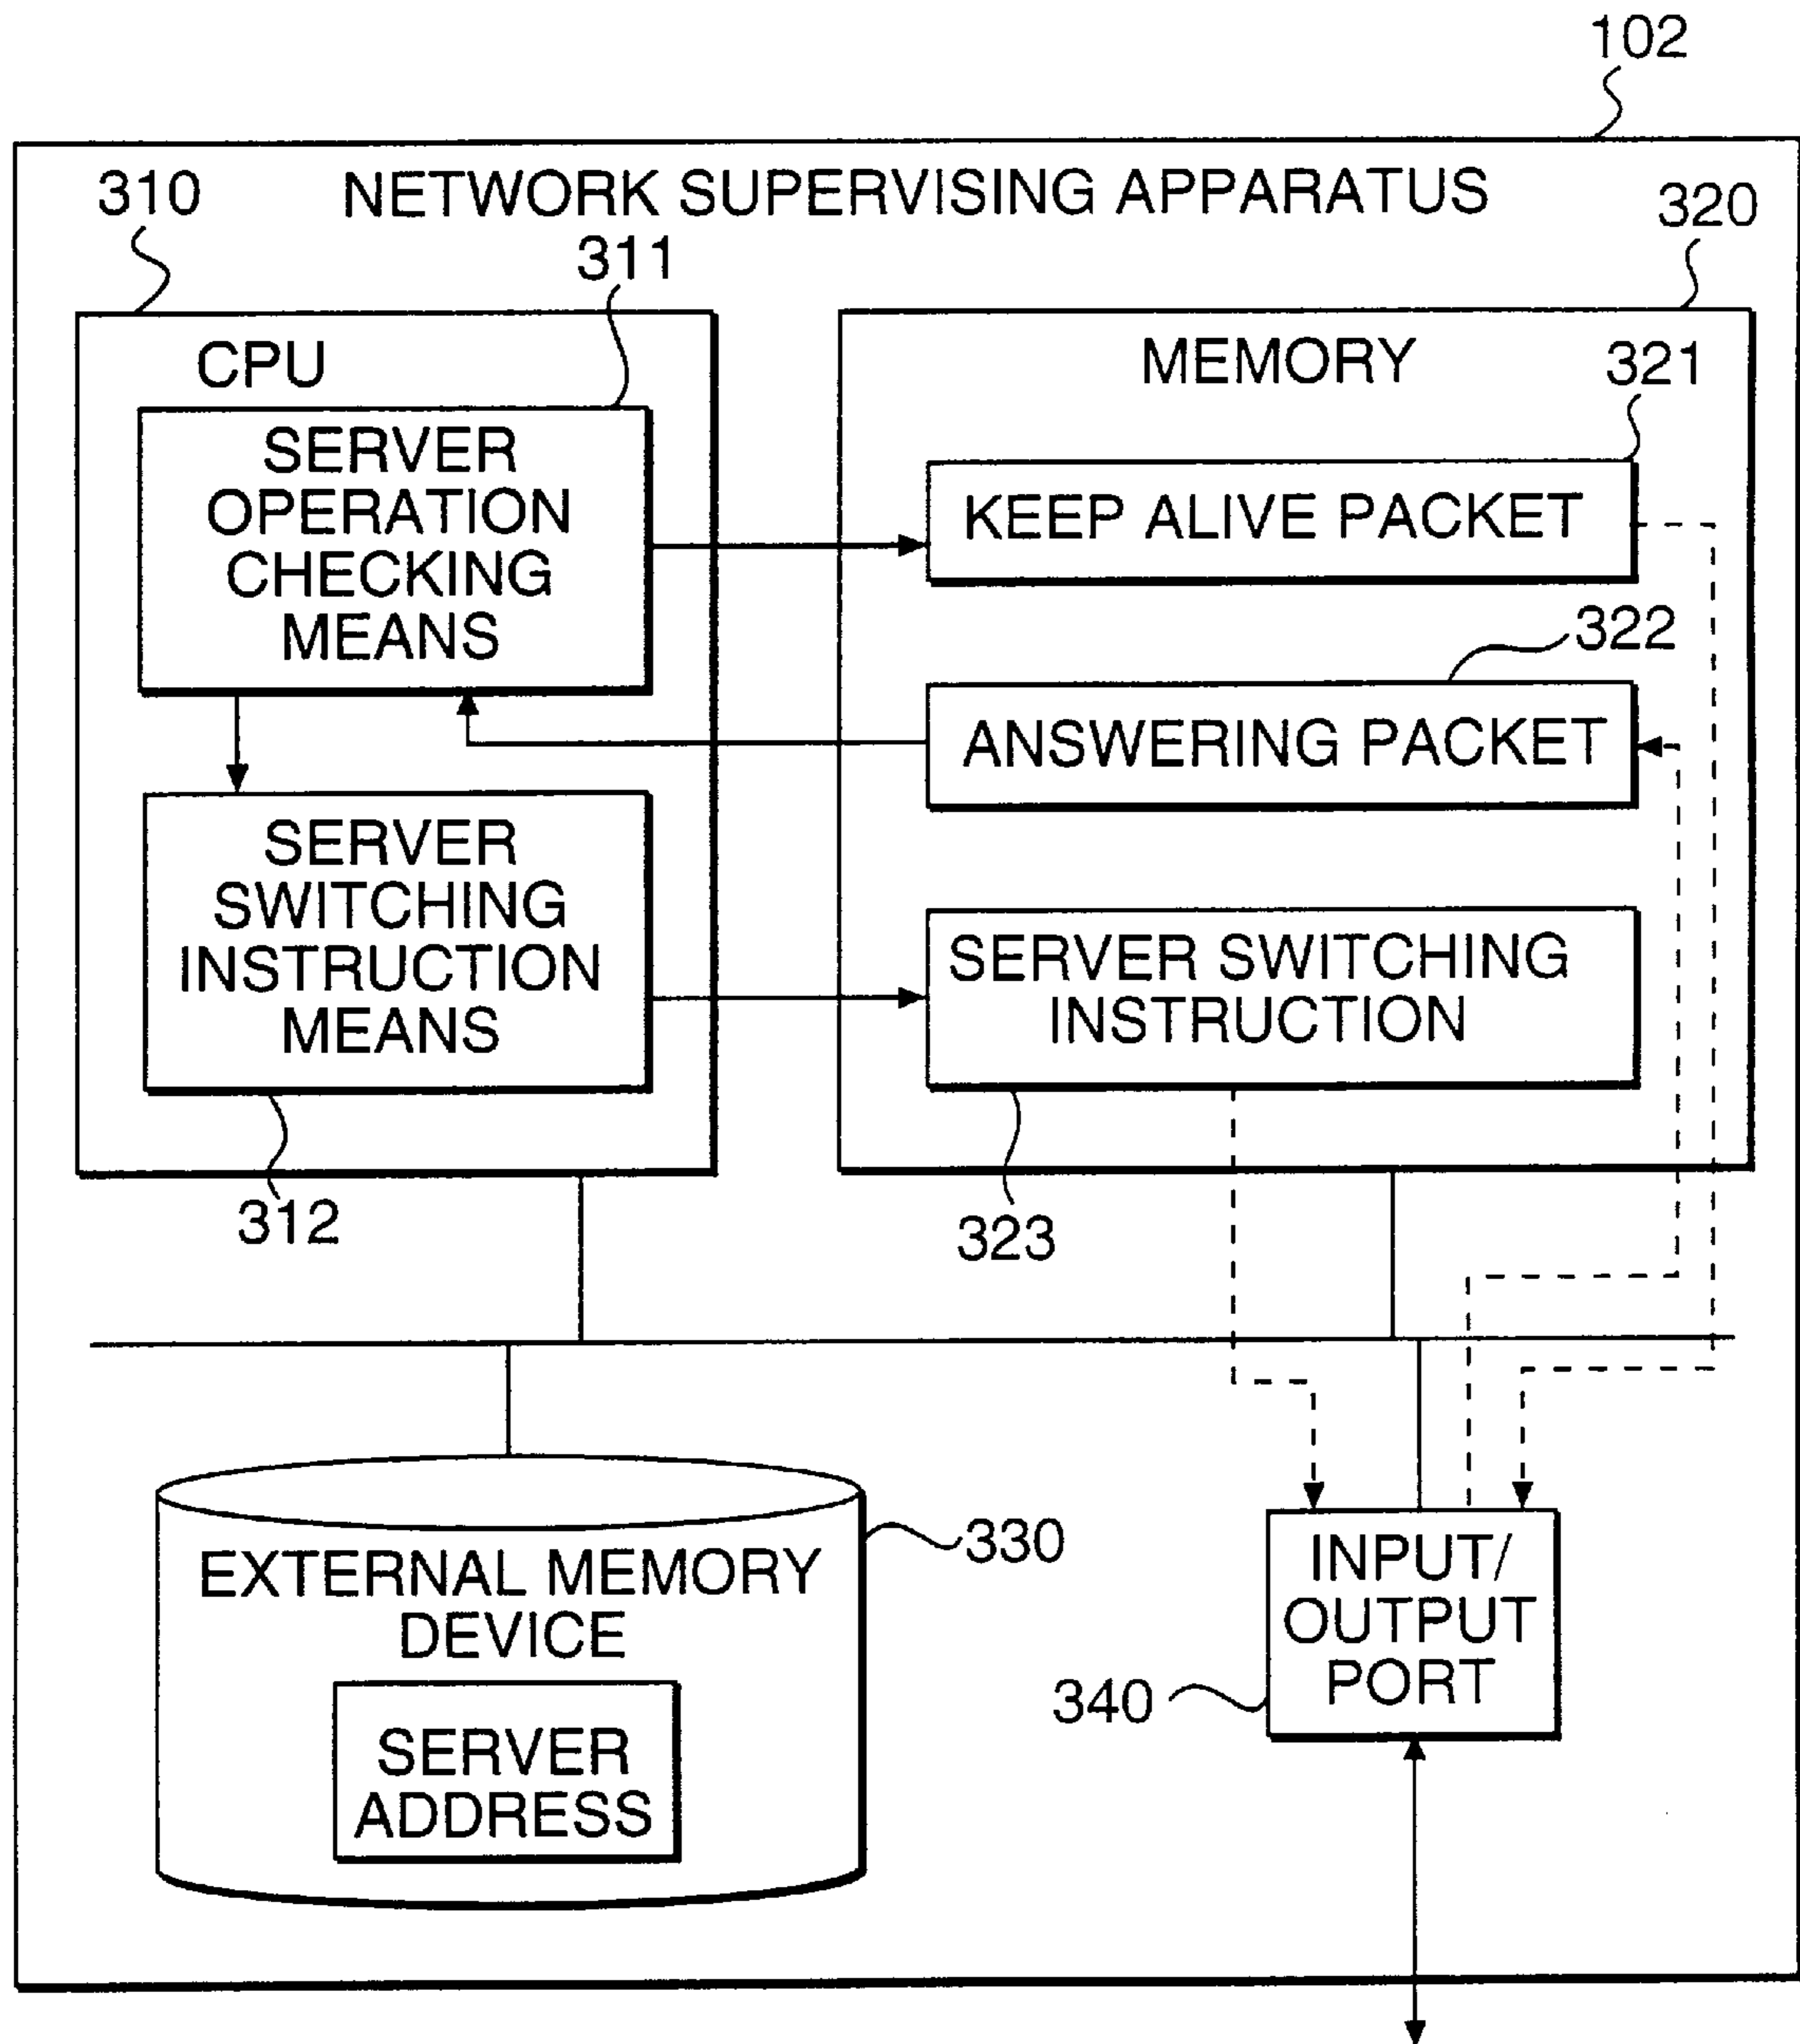 102
310
NETWORK SUPERVISING APPARATUS
320
311
CPU
MEMORY
321
SERVER
OPERATION
CHECKING
MEANS
KEEP ALIVE PACKET
322
ANSWERING PACKET
SERVER
SWITCHING
INSTRUCTION
MEANS
SERVER SWITCHING
INSTRUCTION
312
323
330
EXTERNAL MEMORY
DEVICE
SERVER
ADDRESS
INPUT/
OUTPUT
PORT
340